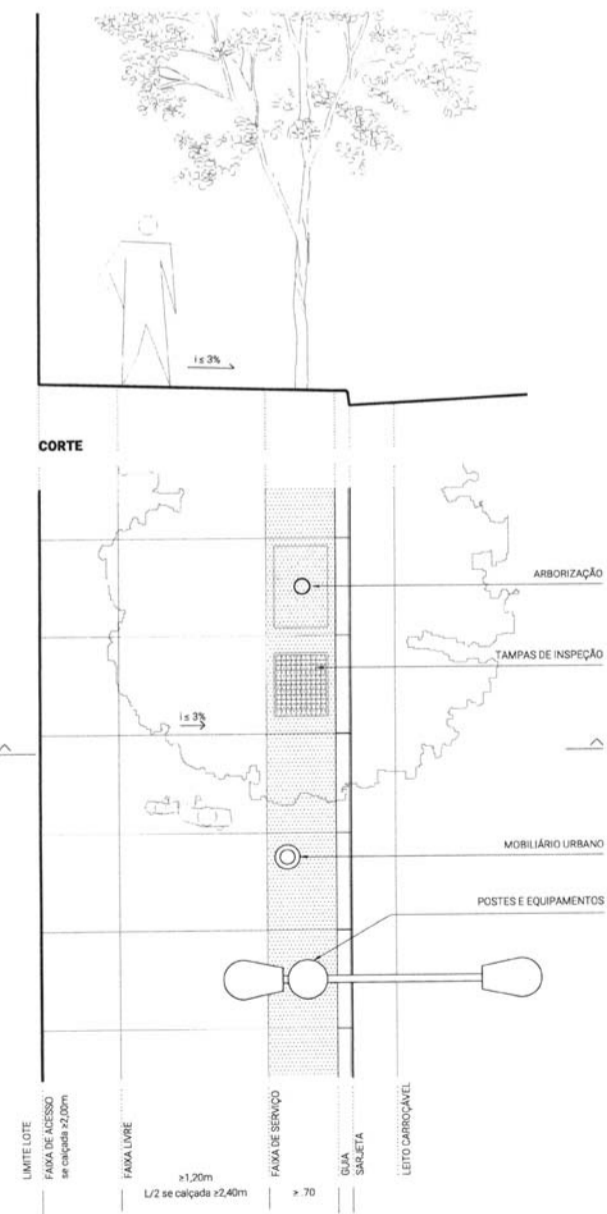 i ≤ 3%
CORTE
ARBORIZAÇÃO
TAMPAS DE INSPEÇÃO
i ≤ 3%
MOBILIÁRIO URBANO
POSTES E EQUIPAMENTOS
LIMITE LOTE
FAIXA DE ACESSO
se calçada ≥2,00m
FAIXA LIVRE
≥1,20m
L/2 se calçada ≥2,40m
FAIXA DE SERVIÇO
≥ .70
GUIA
SARJETA
LEITO CARROÇÁVEL